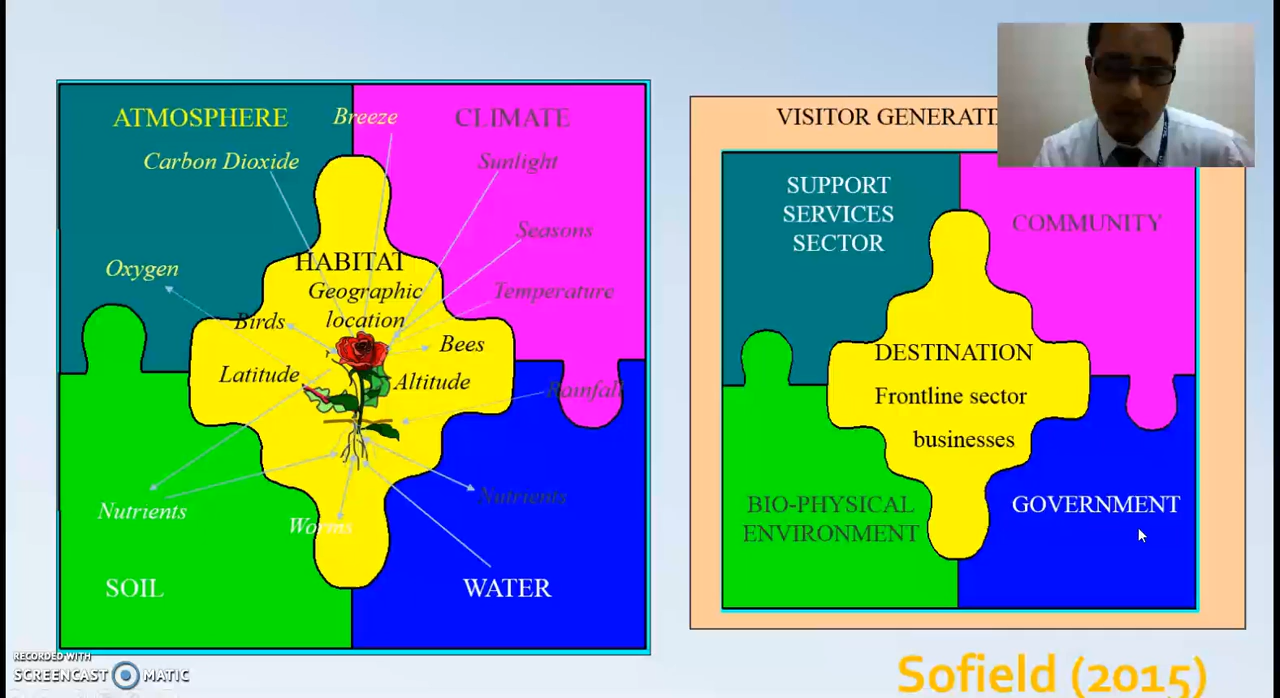 ATMOSPHERE
Breeze
CLIMATE
Carbon Dioxide
Sunlight
Seasons
HABITAT
Oxygen
Geographic
location
Temperature
Birds
Bees
Latitude
Altitude
Rainfall
Nutrients
Nutrients
Worms
SOIL
WATER
VISITOR
SUPPORT
SERVICES
SECTOR
COMMUNITY
DESTINATION
Frontline sector
businesses
BIO-PHYSICAL
ENVIRONMENT
GOVERNMENT
RECORDED WITH
SCREENCAST MATIC
Sofield (2015)